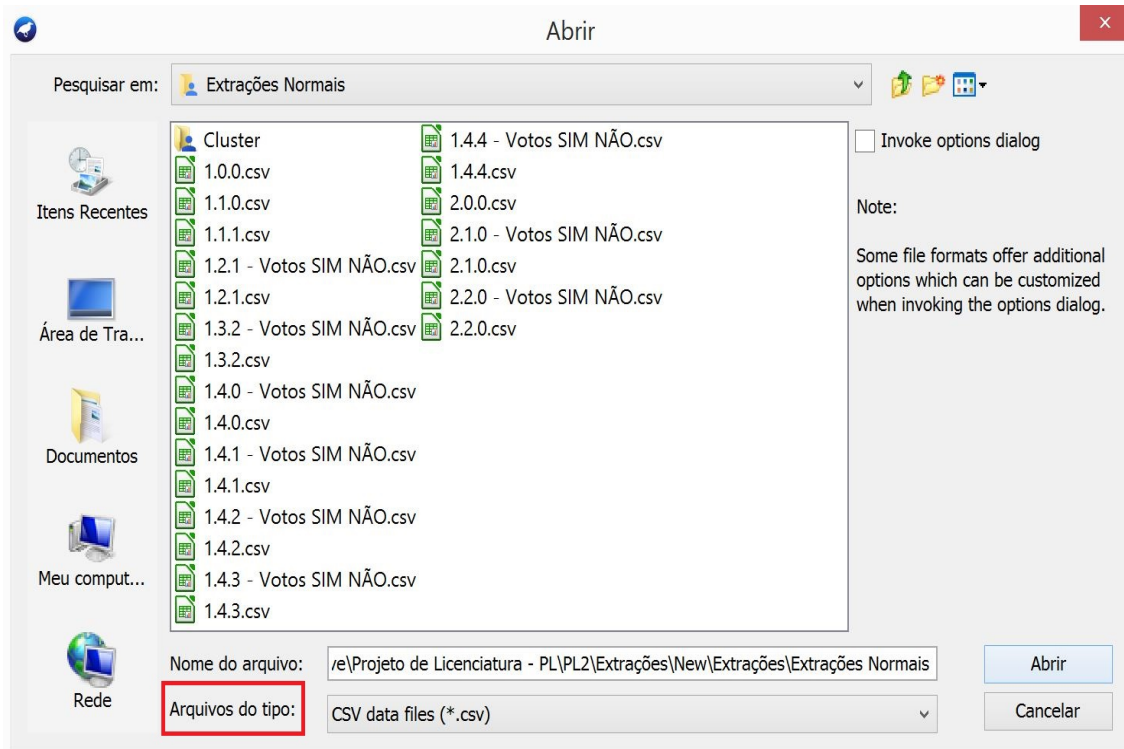 Abrir
x
Pesquisar em:
Extrações Normais
Itens Recentes
Área de Tra...
Documentos
Meu comput...
Rede
Cluster
1.0.0.csv
1.1.0.csv
1.1.1.csv
1.2.1 - Votos SIM NÃO.csv
1.2.1.csv
1.3.2 - Votos SIM NÃO.csv
1.3.2.csv
1.4.0 - Votos SIM NÃO.csv
1.4.0.csv
1.4.1 - Votos SIM NÃO.csv
1.4.1.csv
1.4.2 - Votos SIM NÃO.csv
1.4.2.csv
1.4.3 - Votos SIM NÃO.csv
1.4.3.csv
1.4.4 - Votos SIM NÃO.csv
1.4.4.csv
2.0.0.csv
2.1.0 - Votos SIM NÃO.csv
2.1.0.csv
2.2.0 - Votos SIM NÃO.csv
2.2.0.csv
Invoke options dialog
Note:
Some file formats offer additional
options which can be customized
when invoking the options dialog.
Nome do arquivo:
/e\Projeto de Licenciatura - PL\PL2\Extrações\New\Extrações\Extrações Normais
Abrir
Arquivos do tipo:
CSV data files (*.csv)
Cancelar